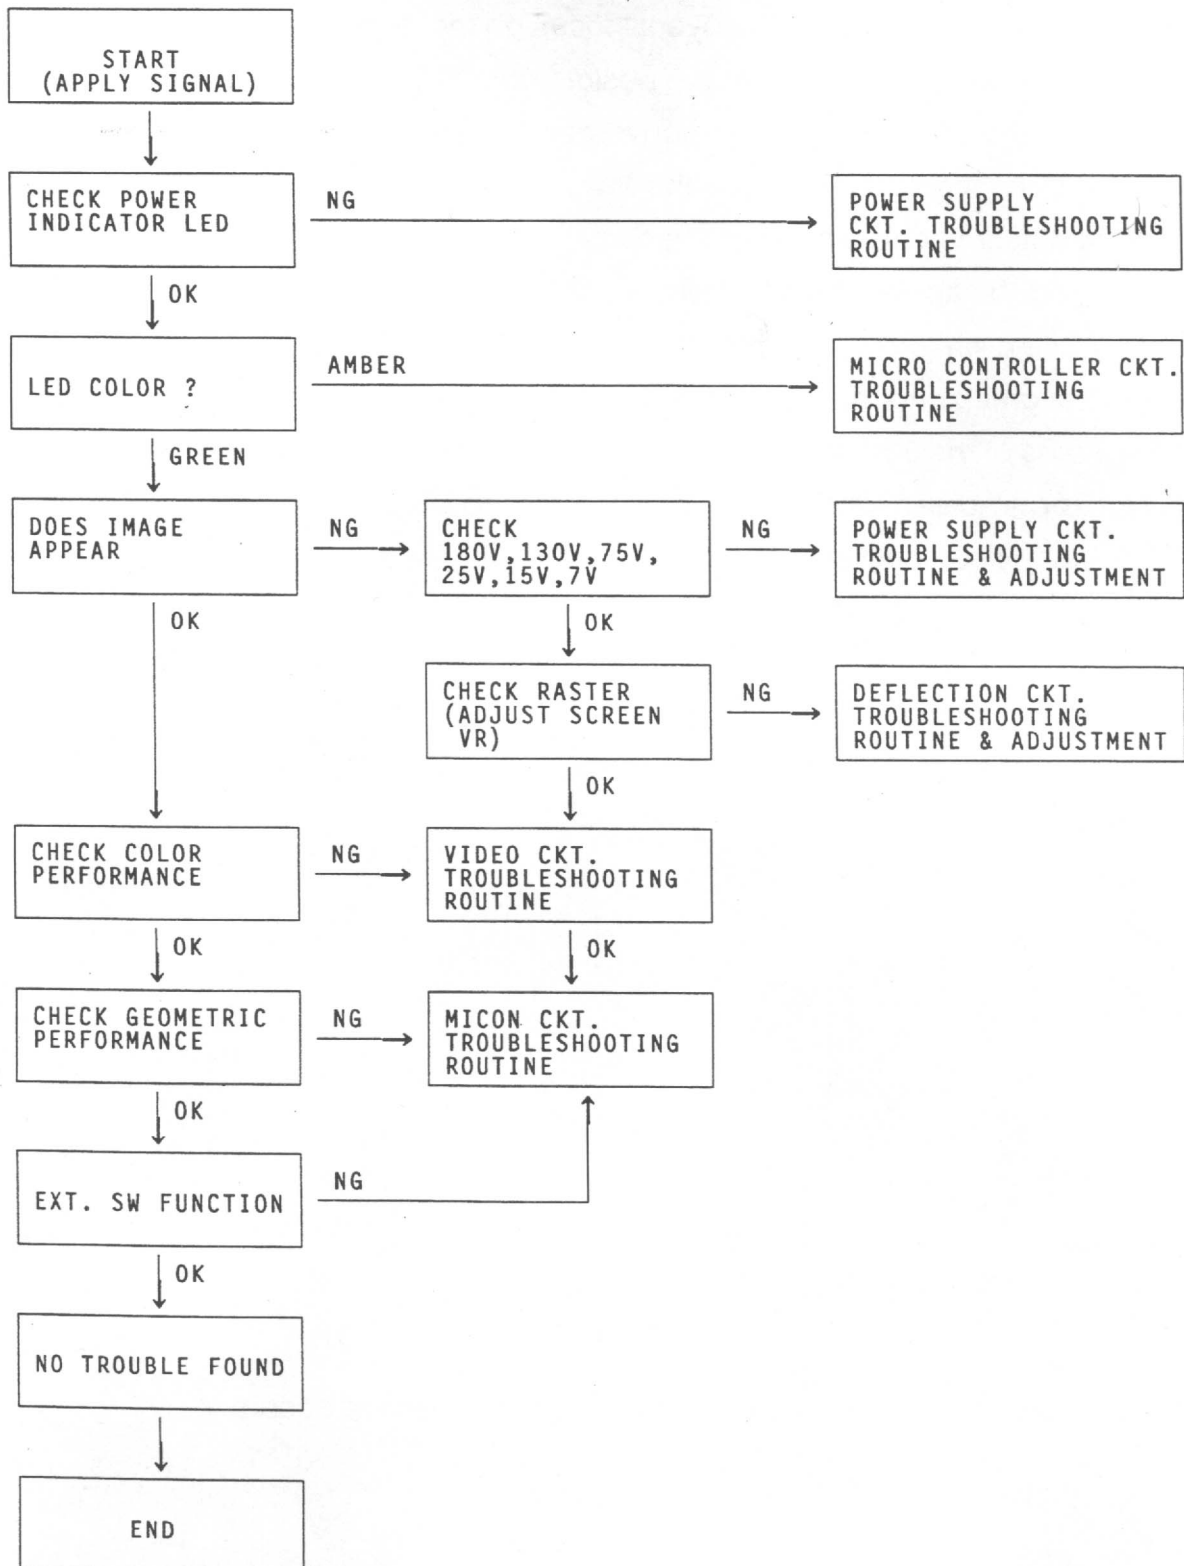 START
(APPLY SIGNAL)
CHECK POWER
INDICATOR LED
NG
POWER SUPPLY
CKT. TROUBLESHOOTING
ROUTINE
OK
LED COLOR ?
AMBER
MICRO CONTROLLER CKT.
TROUBLESHOOTING
ROUTINE
GREEN
DOES IMAGE
APPEAR
NG
CHECK
180V,130V,75V,
25V,15V,7V
NG
POWER SUPPLY CKT.
TROUBLESHOOTING
ROUTINE & ADJUSTMENT
OK
OK
CHECK RASTER
(ADJUST SCREEN
VR)
NG
DEFLECTION CKT.
TROUBLESHOOTING
ROUTINE & ADJUSTMENT
OK
CHECK COLOR
PERFORMANCE
NG
VIDEO CKT.
TROUBLESHOOTING
ROUTINE
OK
OK
CHECK GEOMETRIC
PERFORMANCE
NG
MICON CKT.
TROUBLESHOOTING
ROUTINE
OK
EXT. SW FUNCTION
NG
OK
NO TROUBLE FOUND
END